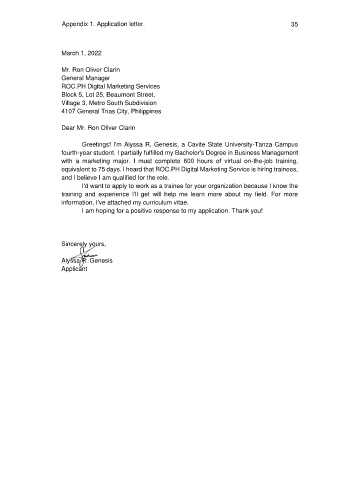 Appendix 1. Application letter.
35
March 1, 2022
Mr. Ron Oliver Clarin
General Manager
ROC.PH Digital Marketing Services
Block 5, Lot 25, Beaumont Street,
Village 3, Metro South Subdivision
4107 General Trias City, Philippines
Dear Mr. Ron Oliver Clarin
Greetings! I'm Alyssa R. Genesis, a Cavite State University-Tanza Campus
fourth-year student. I partially fulfilled my Bachelor's Degree in Business Management
with a marketing major. I must complete 600 hours of virtual on-the-job training,
equivalent to 75 days. I heard that ROC.PH Digital Marketing Service is hiring trainees,
and I believe I am qualified for the role.
I'd want to apply to work as a trainee for your organization because I know the
training and experience I'll get will help me learn more about my field. For more
information, I've attached my curriculum vitae.
I am hoping for a positive response to my application. Thank you!
Sincerely yours,
Alyssa R. Genesis
Applicant